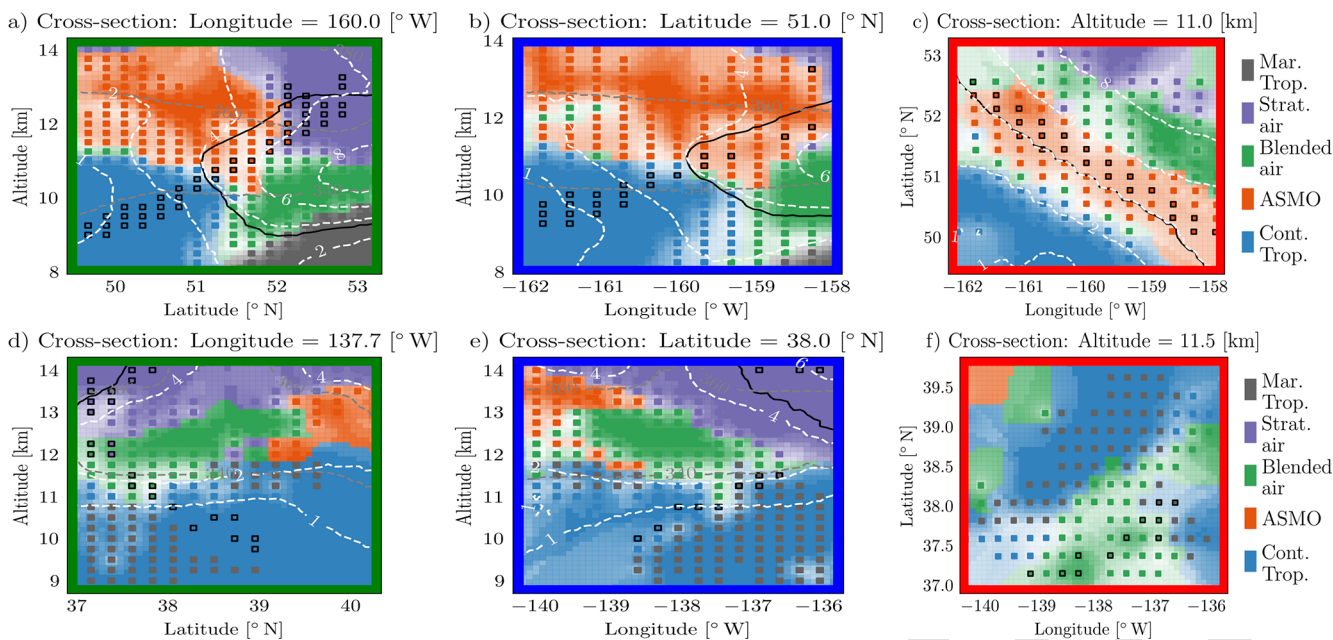 a) Cross-section: Longitude = 160.0 [° W]
14
12
10
8
Altitude [km]
50
51
52
53
Latitude [° N]
1
2
4
8
6
2
b) Cross-section: Latitude = 51.0 [° N]
14
12
10
8
Altitude [km]
−162
−161
−160
−159
−158
Longitude [° W]
1
4
360
6
c) Cross-section: Altitude = 11.0 [km]
53
52
51
50
Latitude [° N]
−162
−161
−160
−159
−158
Longitude [° W]
8
1
1
Mar.
Trop.
Strat.
air
Blended
air
ASMO
Cont.
Trop.
d) Cross-section: Longitude = 137.7 [° W]
14
13
12
11
10
9
Altitude [km]
37
38
39
40
Latitude [° N]
4
4
1
e) Cross-section: Latitude = 38.0 [° N]
14
13
12
11
10
9
Altitude [km]
−140
−139
−138
−137
−136
Longitude [° W]
4
6
4
2
1
1
f) Cross-section: Altitude = 11.5 [km]
39.5
39.0
38.5
38.0
37.5
37.0
Latitude [° N]
−140
−139
−138
−137
−136
Longitude [° W]
Mar.
Trop.
Strat.
air
Blended
air
ASMO
Cont.
Trop.